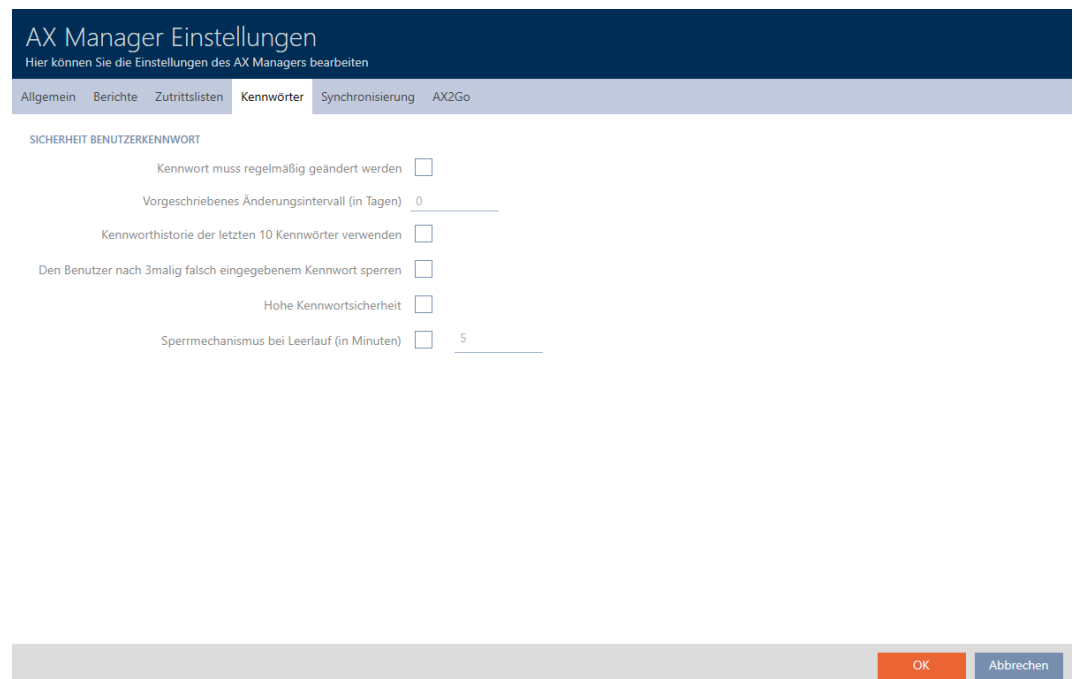 AX Manager Einstellungen
Hier können Sie die Einstellungen des AX Managers bearbeiten
Allgemein Berichte Zutrittslisten Kennwörter Synchronisierung AX2Go
SICHERHEIT BENUTZERKENNWORT
Kennwort muss regelmäßig geändert werden
Vorgeschriebenes Änderungsintervall (in Tagen) 0
Kennworthistorie der letzten 10 Kennwörter verwenden
Den Benutzer nach 3malig falsch eingegebenem Kennwort sperren
Hohe Kennwortsicherheit
Sperrmechanismus bei Leerlauf (in Minuten) 5
OK Abbrechen